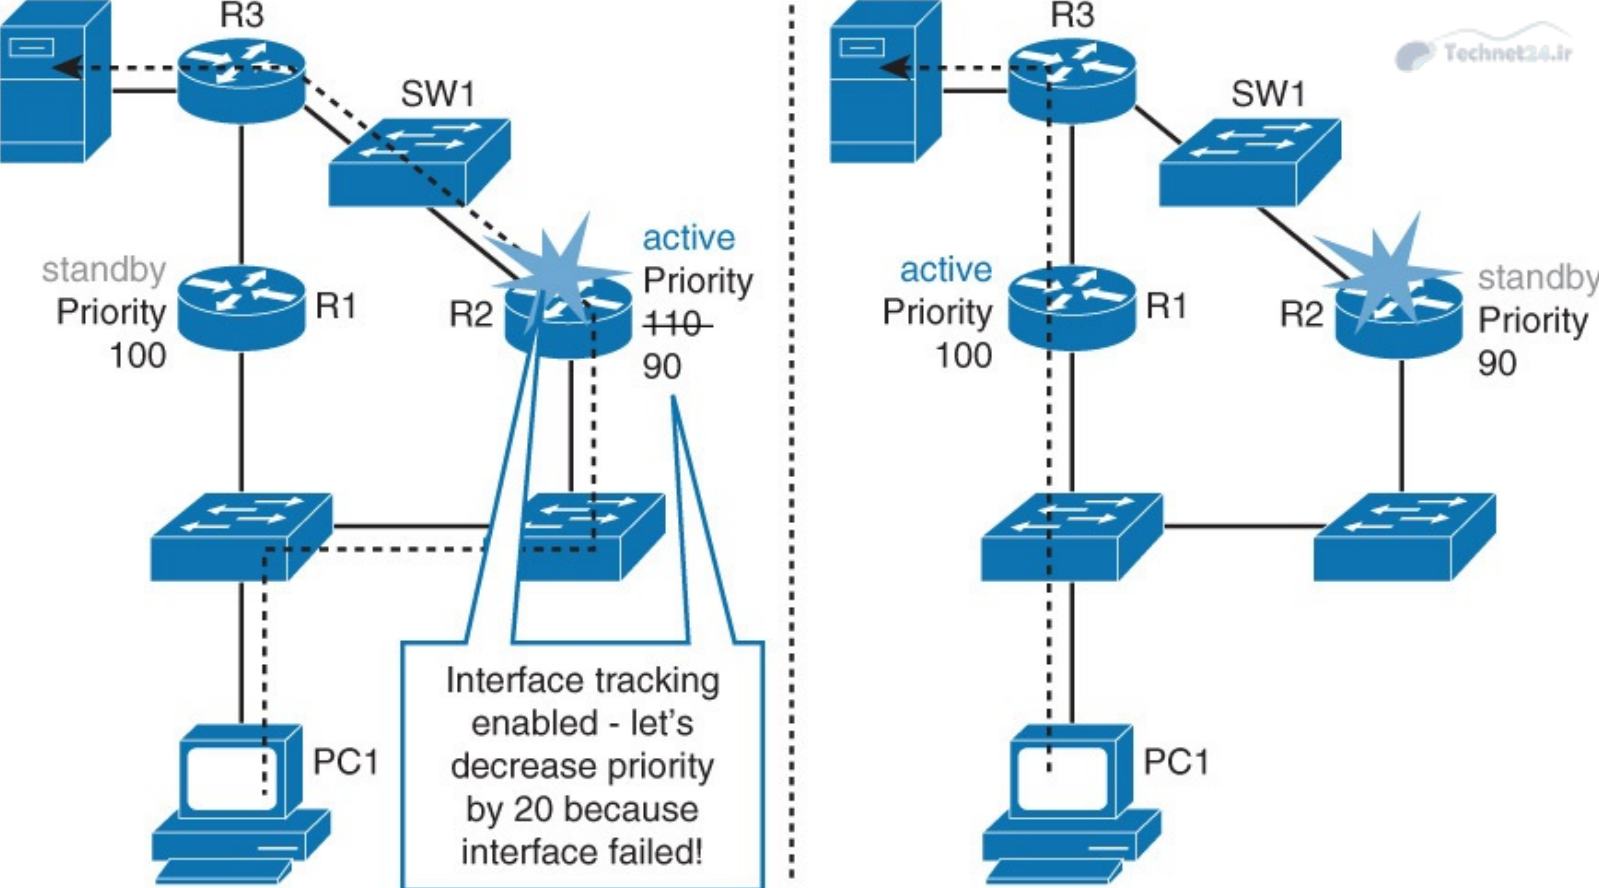 R3
SW1
standby
Priority
100
R1
R2
active
Priority
110
90
PC1
Interface tracking
enabled - let's
decrease priority
by 20 because
interface failed!
R3
Technet24.ir
SW1
active
Priority
100
R1
R2
standby
Priority
90
PC1